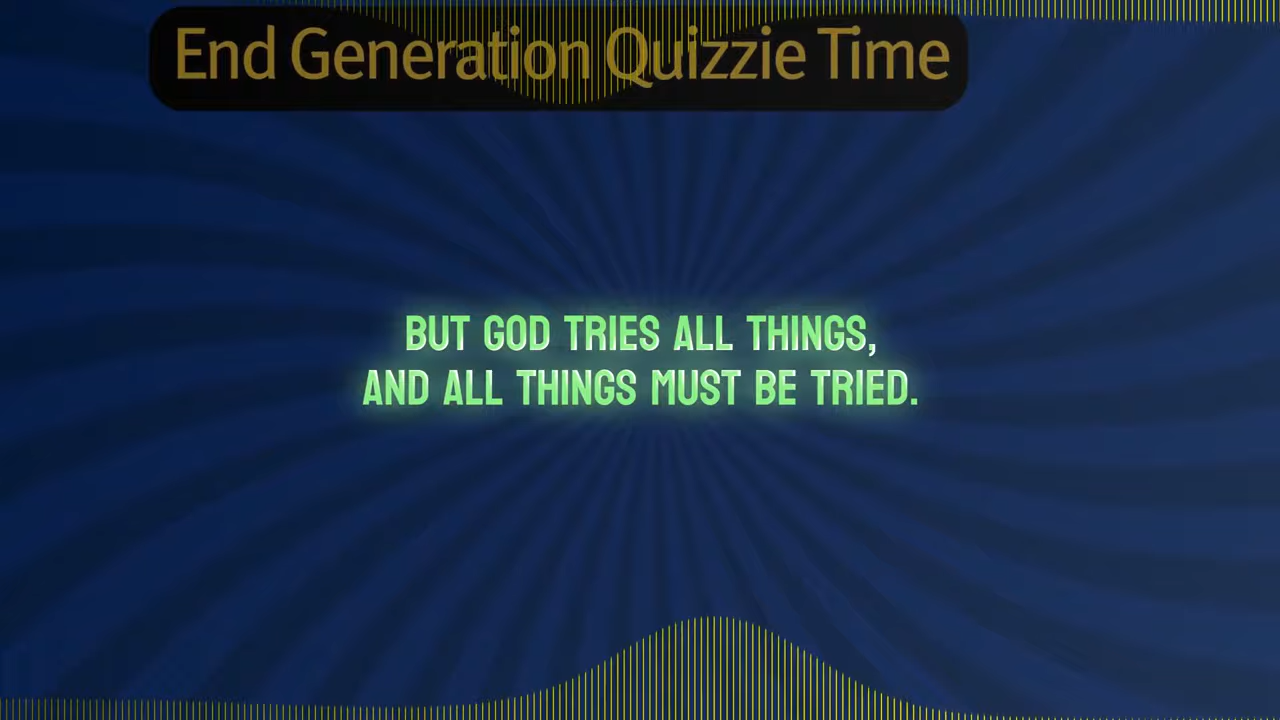 End Generation Quizzie Time
BUT GOD TRIES ALL THINGS,
AND ALL THINGS MUST BE TRIED.